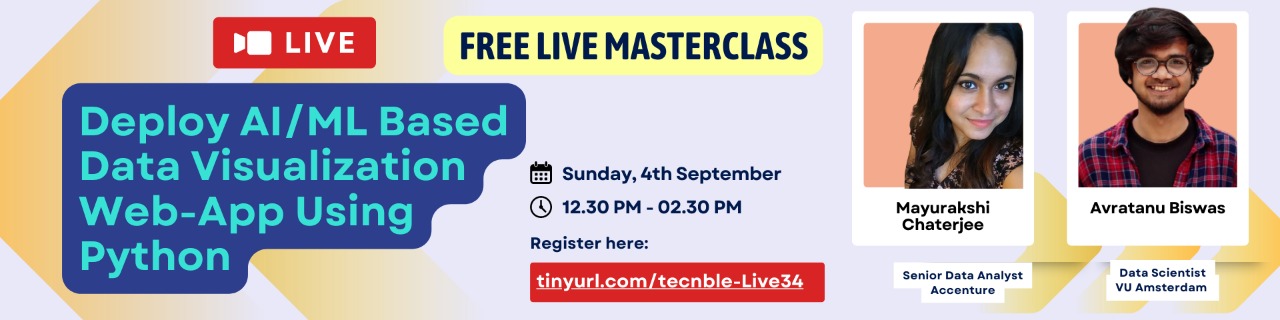 LIVE
FREE LIVE MASTERCLASS
Deploy AI/ML Based
Data Visualization
Web-App Using
Python
Sunday, 4th September
12.30 PM - 02.30 PM
Register here:
tinyurl.com/tecnble-Live34
Mayurakshi
Chaterjee
Senior Data Analyst
Accenture
Avratanu Biswas
Data Scientist
VU Amsterdam